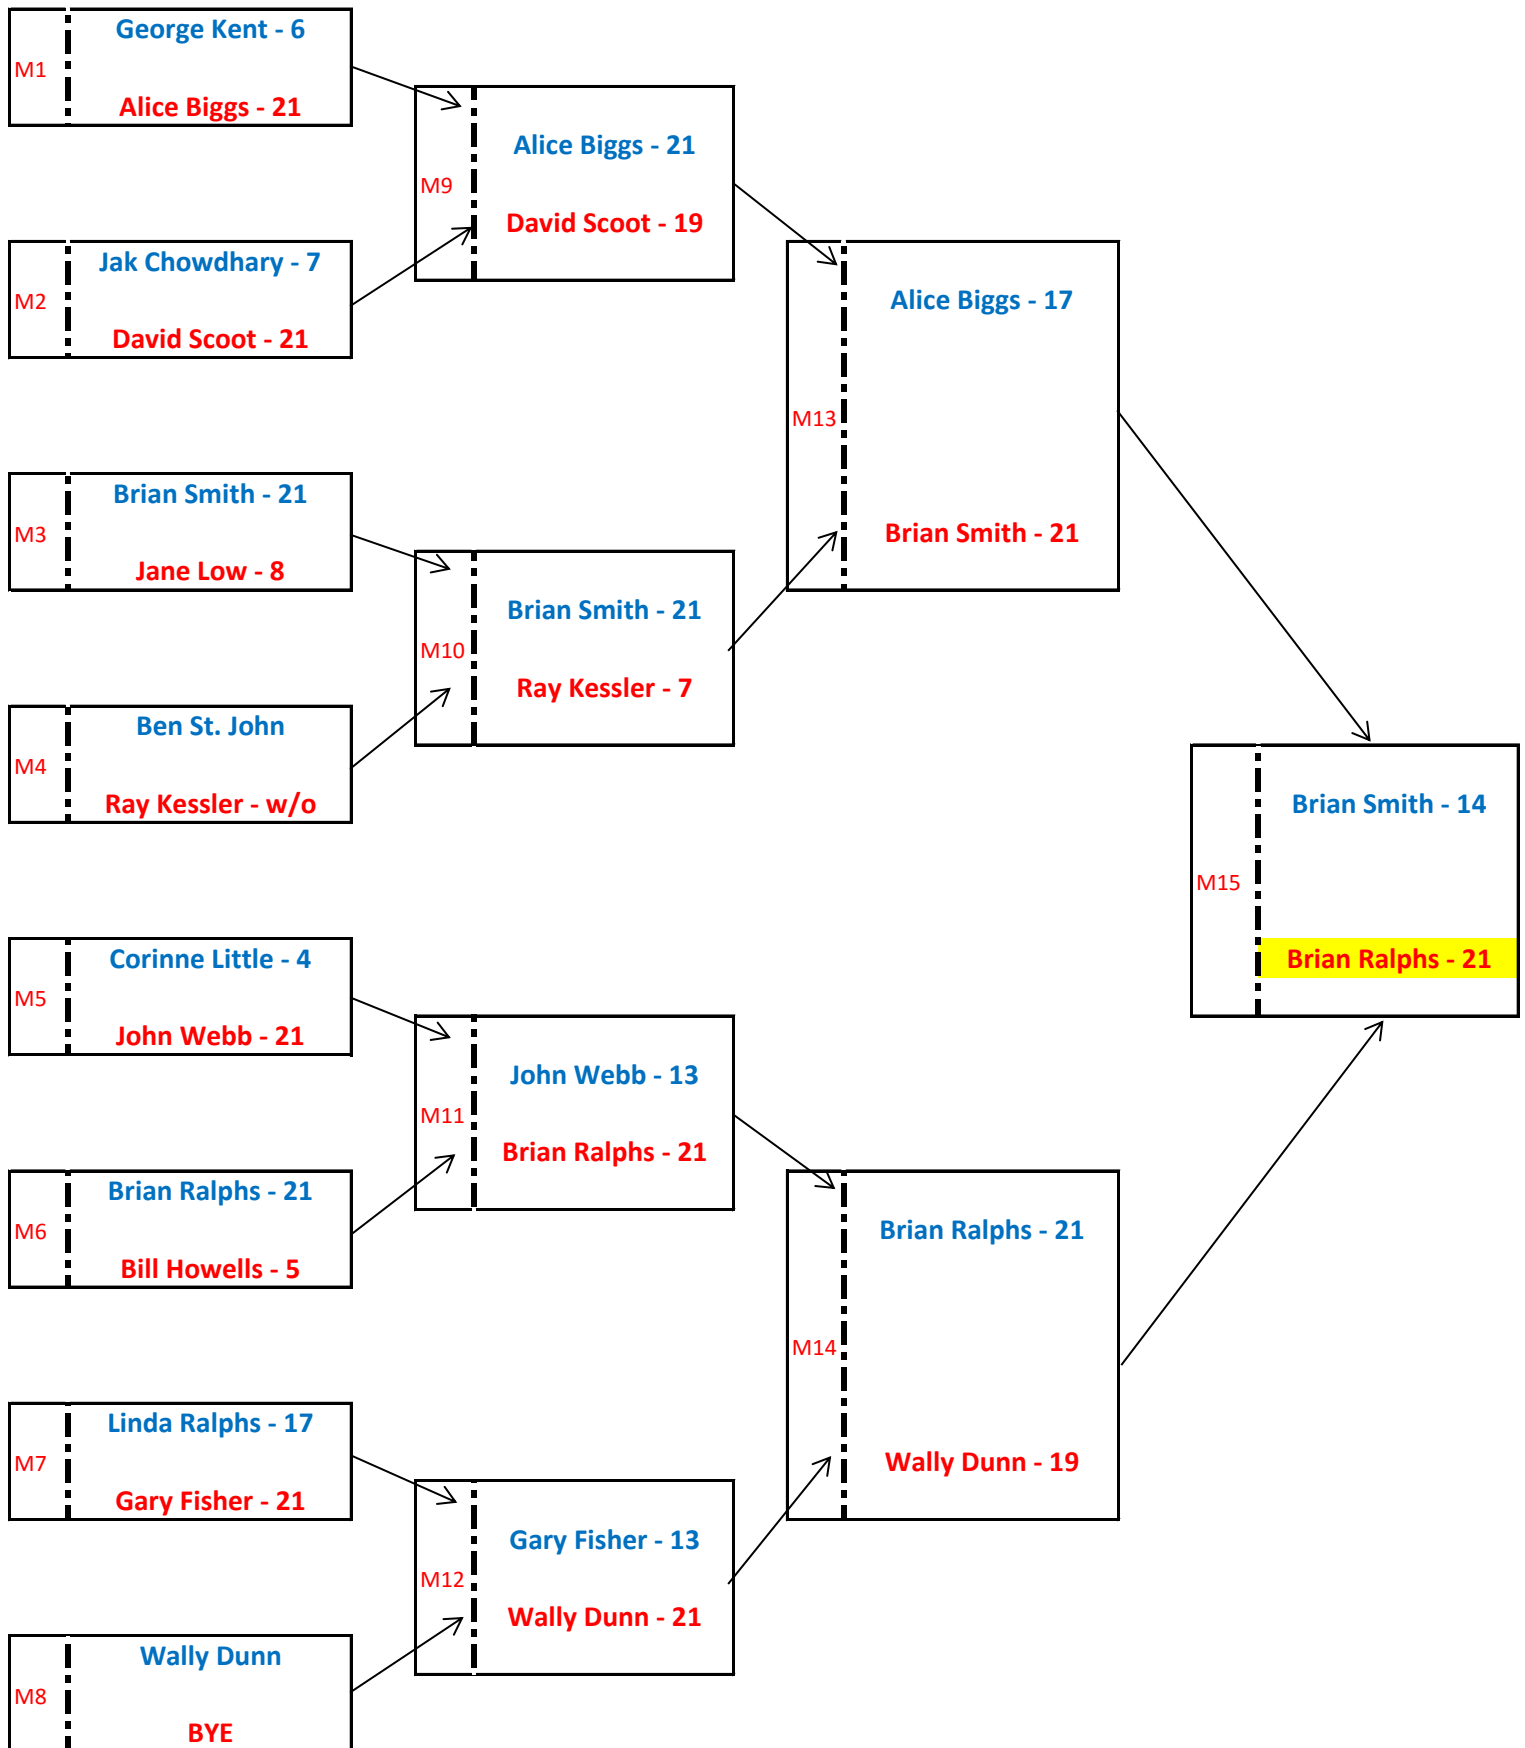 M1
George Kent - 6
Alice Biggs - 21
M2
Jak Chowdhary - 7
David Scoot - 21
M3
Brian Smith - 21
Jane Low - 8
M4
Ben St. John
Ray Kessler - w/o
M5
Corinne Little - 4
John Webb - 21
M6
Brian Ralphs - 21
Bill Howells - 5
M7
Linda Ralphs - 17
Gary Fisher - 21
M8
Wally Dunn
BYE
M9
Alice Biggs - 21
David Scoot - 19
M10
Brian Smith - 21
Ray Kessler - 7
M11
John Webb - 13
Brian Ralphs - 21
M12
Gary Fisher - 13
Wally Dunn - 21
M13
Alice Biggs - 17
Brian Smith - 21
M14
Brian Ralphs - 21
Wally Dunn - 19
M15
Brian Smith - 14
Brian Ralphs - 21